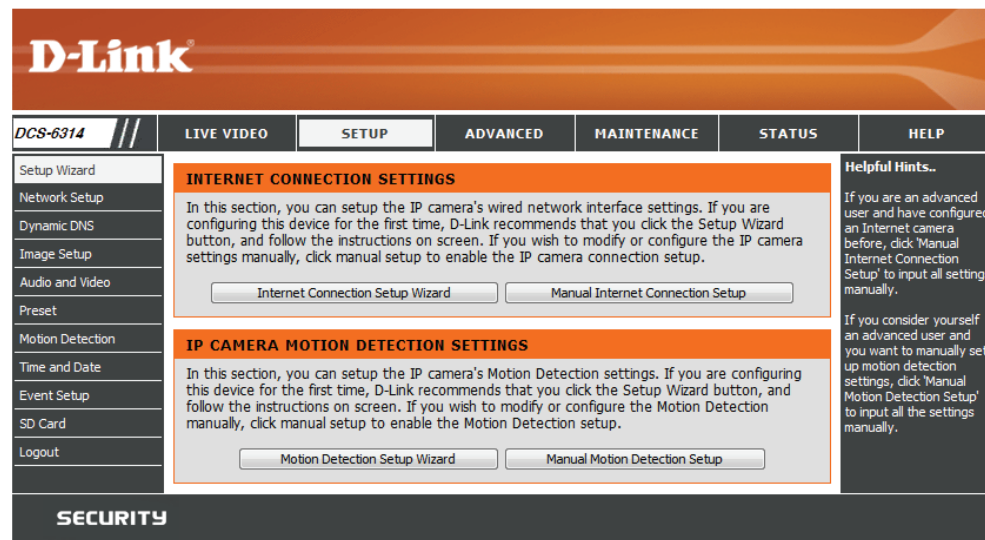 D-Link
DCS-6314 //
LIVE VIDEO
SETUP
ADVANCED
MAINTENANCE
STATUS
HELP
Setup Wizard
Network Setup
Dynamic DNS
Image Setup
Audio and Video
Preset
Motion Detection
Time and Date
Event Setup
SD Card
Logout
INTERNET CONNECTION SETTINGS
In this section, you can setup the IP camera's wired network interface settings. If you are
configuring this device for the first time, D-Link recommends that you click the Setup Wizard
button, and follow the instructions on screen. If you wish to modify or configure the IP camera
settings manually, click manual setup to enable the IP camera connection setup.
Internet Connection Setup Wizard
Manual Internet Connection Setup
IP CAMERA MOTION DETECTION SETTINGS
In this section, you can setup the IP camera's Motion Detection settings. If you are configuring
this device for the first time, D-Link recommends that you click the Setup Wizard button, and
follow the instructions on screen. If you wish to modify or configure the Motion Detection
manually, click manual setup to enable the Motion Detection setup.
Motion Detection Setup Wizard
Manual Motion Detection Setup
Helpful Hints..
If you are an advanced
user and have configured
an Internet camera
before, click 'Manual
Internet Connection
Setup' to input all setting
manually.
If you consider yourself
an advanced user and
you want to manually set
up motion detection
settings, click 'Manual
Motion Detection Setup'
to input all the settings
manually.
SECURITY